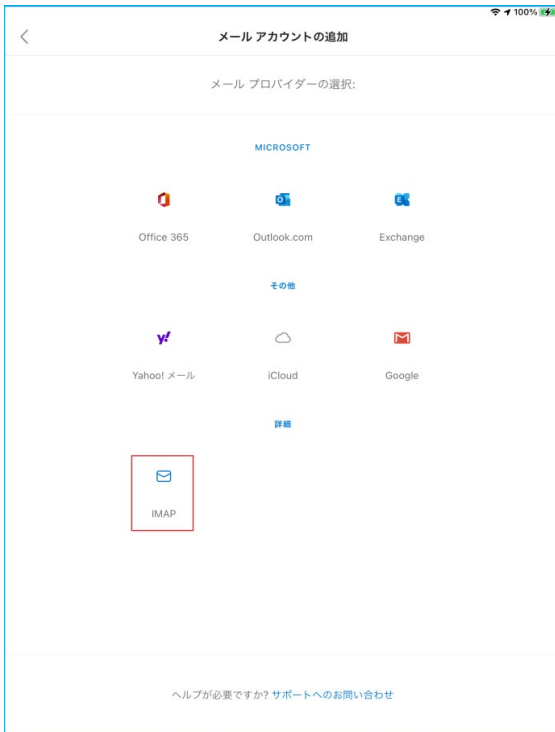 100%
メール アカウントの追加
メール プロバイダーの選択:
MICROSOFT
Office 365
Outlook.com
Exchange
その他
Yahoo! メール
iCloud
Google
詳細
IMAP
ヘルプが必要ですか? サポートへのお問い合わせ